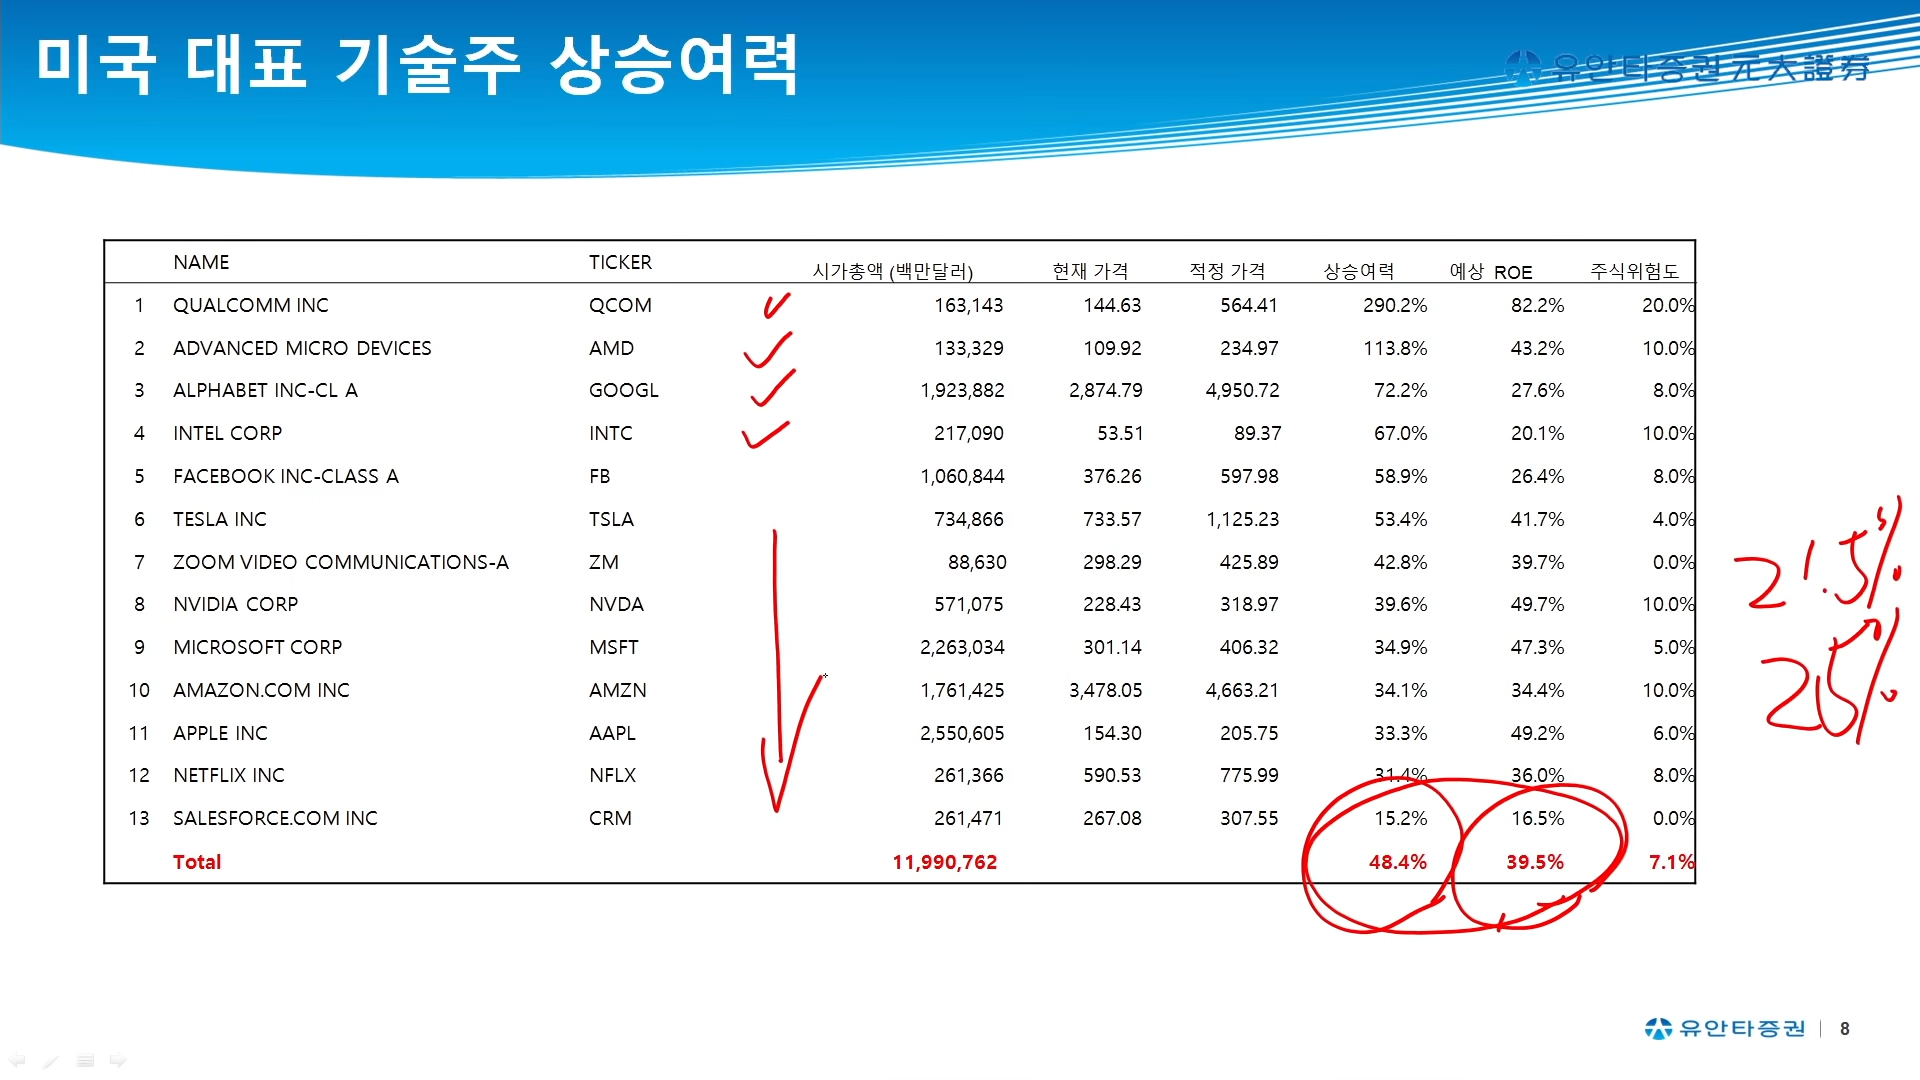 미국 대표 기술주 상승여력
유안타증권 元大證券
NAME TICKER 시가총액 (백만달러) 현재 가격 적정 가격 상승여력 예상 ROE 주식위험도
1 QUALCOMM INC QCOM 163,143 144.63 564.41 290.2% 82.2% 20.0%
2 ADVANCED MICRO DEVICES AMD 133,329 109.92 234.97 113.8% 43.2% 10.0%
3 ALPHABET INC-CL A GOOGL 1,923,882 2,874.79 4,950.72 72.2% 27.6% 8.0%
4 INTEL CORP INTC 217,090 53.51 89.37 67.0% 20.1% 10.0%
5 FACEBOOK INC-CLASS A FB 1,060,844 376.26 597.98 58.9% 26.4% 8.0%
6 TESLA INC TSLA 734,866 733.57 1,125.23 53.4% 41.7% 4.0%
7 ZOOM VIDEO COMMUNICATIONS-A ZM 88,630 298.29 425.89 42.8% 39.7% 0.0%
21.5%
8 NVIDIA CORP NVDA 571,075 228.43 318.97 39.6% 49.7% 10.0%
9 MICROSOFT CORP MSFT 2,263,034 301.14 406.32 34.9% 47.3% 5.0%
10 AMAZON.COM INC AMZN 1,761,425 3,478.05 4,663.21 34.1% 34.4% 10.0%
25%
11 APPLE INC AAPL 2,550,605 154.30 205.75 33.3% 49.2% 6.0%
12 NETFLIX INC NFLX 261,366 590.53 775.99 31.4% 36.0% 8.0%
13 SALESFORCE.COM INC CRM 261,471 267.08 307.55 15.2% 16.5% 0.0%
Total 11,990,762 48.4% 39.5% 7.1%
유안타증권 | 8